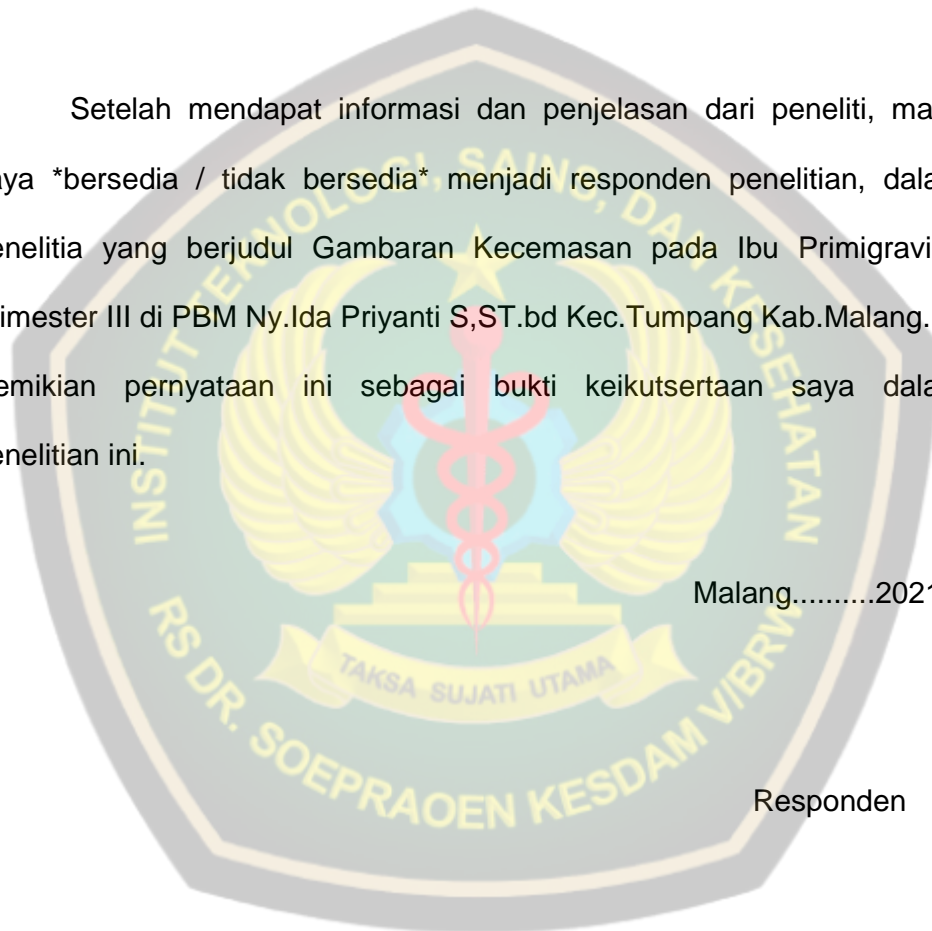 Setelah mendapat informasi dan penjelasan dari peneliti, ma
aya *bersedia / tidak bersedia* menjadi responden penelitian, dala
enelitia yang berjudul Gambaran Kecemasan pada Ibu Primigravi
imester III di PBM Ny.Ida Priyanti S,ST.bd Kec.Tumpang Kab.Malang.
emikian pernyataan ini sebagai bukti keikutsertaan saya dala
enelitian ini.
Malang..........2021
Responden
INSTITUT TEKNOLOGI, SAINS, DAN KESEHATAN
TAKSA SUJATI UTAMA
RS DR. SOEPRAOEN KESDAM V/BRW